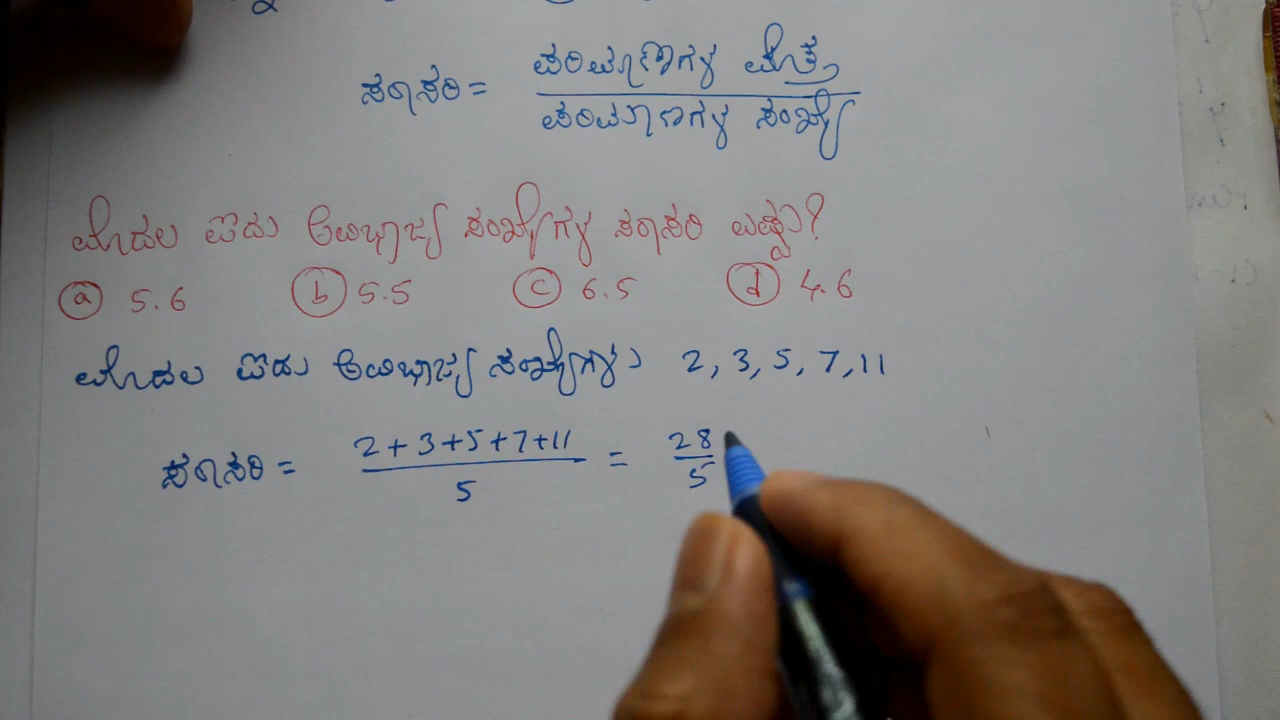 ಸರಾಸರಿ = ಪರಿಮಾಣಗಳ ಮೊತ್ತ / ಪರಿಮಾಣಗಳ ಸಂಖ್ಯೆ
ಮೊದಲ ಐದು ಅವಿಭಾಜ್ಯ ಸಂಖ್ಯೆಗಳ ಸರಾಸರಿ ಎಷ್ಟು?
ⓐ 5.6 ⓑ 5.5 ⓒ 6.5 ⓓ 4.6
ಮೊದಲ ಐದು ಅವಿಭಾಜ್ಯ ಸಂಖ್ಯೆಗಳು 2, 3, 5, 7, 11
ಸರಾಸರಿ = 2+3+5+7+11 / 5 = 28 / 5